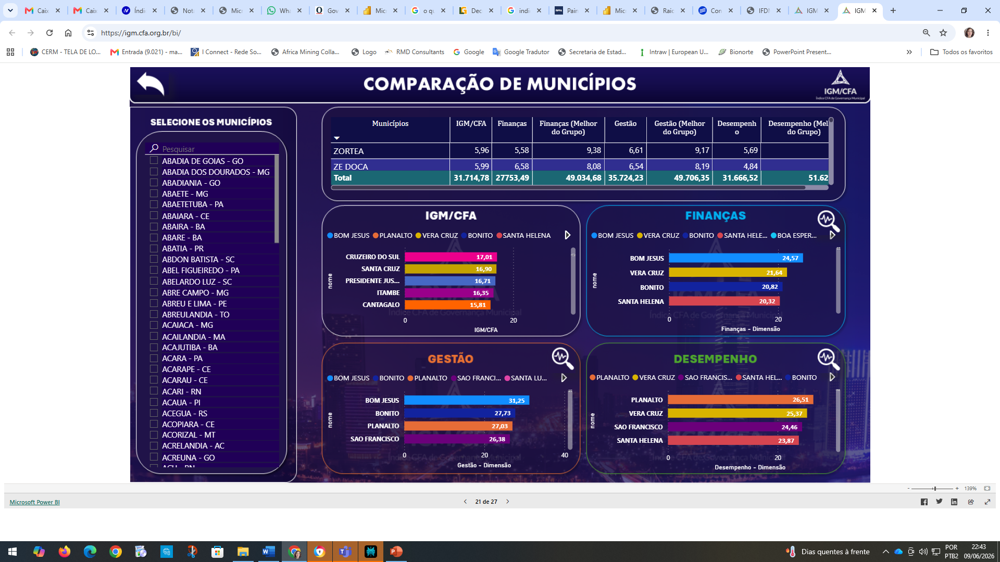 Caix
Caix
Índi
Nota
Micr
Wha
Gov
Micr
o qu
Dec
indi
Pain
Micr
Raic
Con
IFDM
IGM
IGM
https://igm.cfa.org.br/bi/
CERM - TELA DE LO...
Entrada (9.021) - ma...
I Connect - Rede So...
Africa Mining Colla...
Logo
RMD Consultants
Google
Google Tradutor
Secretaria de Estad...
Intraw | European U...
Bionorte
PowerPoint Present...
Todos os favoritos
COMPARAÇÃO DE MUNICÍPIOS
IGM/CFA
Índice CFA de Governança Municipal
SELECIONE OS MUNICÍPIOS
Pesquisar
ABADIA DE GOIAS - GO
ABADIA DOS DOURADOS - MG
ABADIANIA - GO
ABAETE - MG
ABAETETUBA - PA
ABAIARA - CE
ABAIRA - BA
ABARE - BA
ABATIA - PR
ABDON BATISTA - SC
ABEL FIGUEIREDO - PA
ABELARDO LUZ - SC
ABRE CAMPO - MG
ABREU E LIMA - PE
ABREULANDIA - TO
ACAIACA - MG
ACAILANDIA - MA
ACAJUTIBA - BA
ACARA - PA
ACARAPE - CE
ACARAU - CE
ACARI - RN
ACAUA - PI
ACEGUA - RS
ACOPIARA - CE
ACORIZAL - MT
ACRELANDIA - AC
ACREUNA - GO
ACU - RN
Municípios IGM/CFA Finanças Finanças (Melhor do Grupo) Gestão Gestão (Melhor do Grupo) Desempenho Desempenho (Mel do Grupo)
ZORTEA 5,96 5,58 9,38 6,61 9,17 5,69
ZE DOCA 5,99 6,58 8,08 6,54 8,19 4,84
Total 31.714,78 27753,49 49.034,68 35.724,23 49.706,35 31.666,52 51.62
IGM/CFA
BOM JESUS PLANALTO VERA CRUZ BONITO SANTA HELENA
nome
CRUZEIRO DO SUL 17,01
SANTA CRUZ 16,90
PRESIDENTE JUS... 16,71
ITAMBE 16,35
CANTAGALO 15,81
Índice CFA de Governança Municipal
0 20
IGM/CFA
FINANÇAS
BOM JESUS VERA CRUZ BONITO SANTA HELE... BOA ESPER...
nome
BOM JESUS 24,57
VERA CRUZ 21,64
BONITO 20,82
SANTA HELENA 20,32
Índice CFA de Governança Municipal
0 20
Finanças - Dimensão
GESTÃO
BOM JESUS BONITO PLANALTO SAO FRANCI... SANTA LU...
nome
BOM JESUS 31,25
BONITO 27,73
PLANALTO 27,03
SAO FRANCISCO 26,38
Índice CFA de Governança Municipal
0 20 40
Gestão - Dimensão
DESEMPENHO
PLANALTO VERA CRUZ SAO FRANCIS... SANTA HEL... BONITO
nome
PLANALTO 26,51
VERA CRUZ 25,37
SAO FRANCISCO 24,46
SANTA HELENA 23,87
Índice CFA de Governança Municipal
0 20
Desempenho - Dimensão
- + 139%
Microsoft Power BI
21 de 27
Dias quentes à frente
POR
PTB2
22:43
09/06/2026